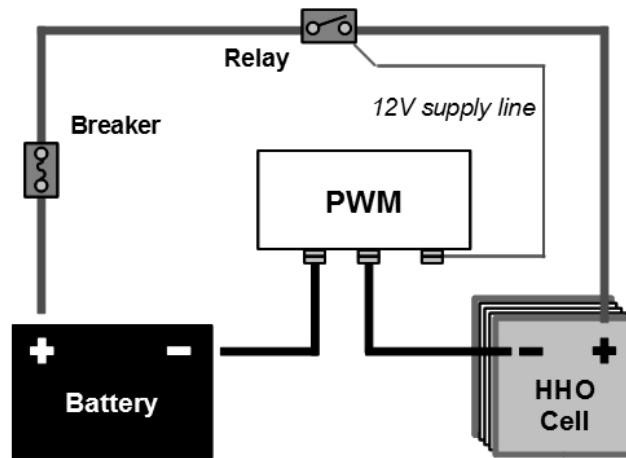 Relay
12V supply line
Breaker
PWM
+ -
Battery
- +
HHO
Cell